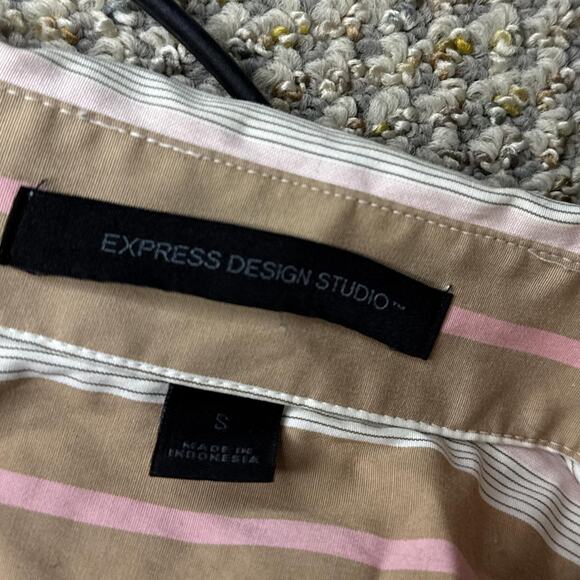 EXPRESS DESIGN STUDIO™
S
MADE IN
INDONESIA